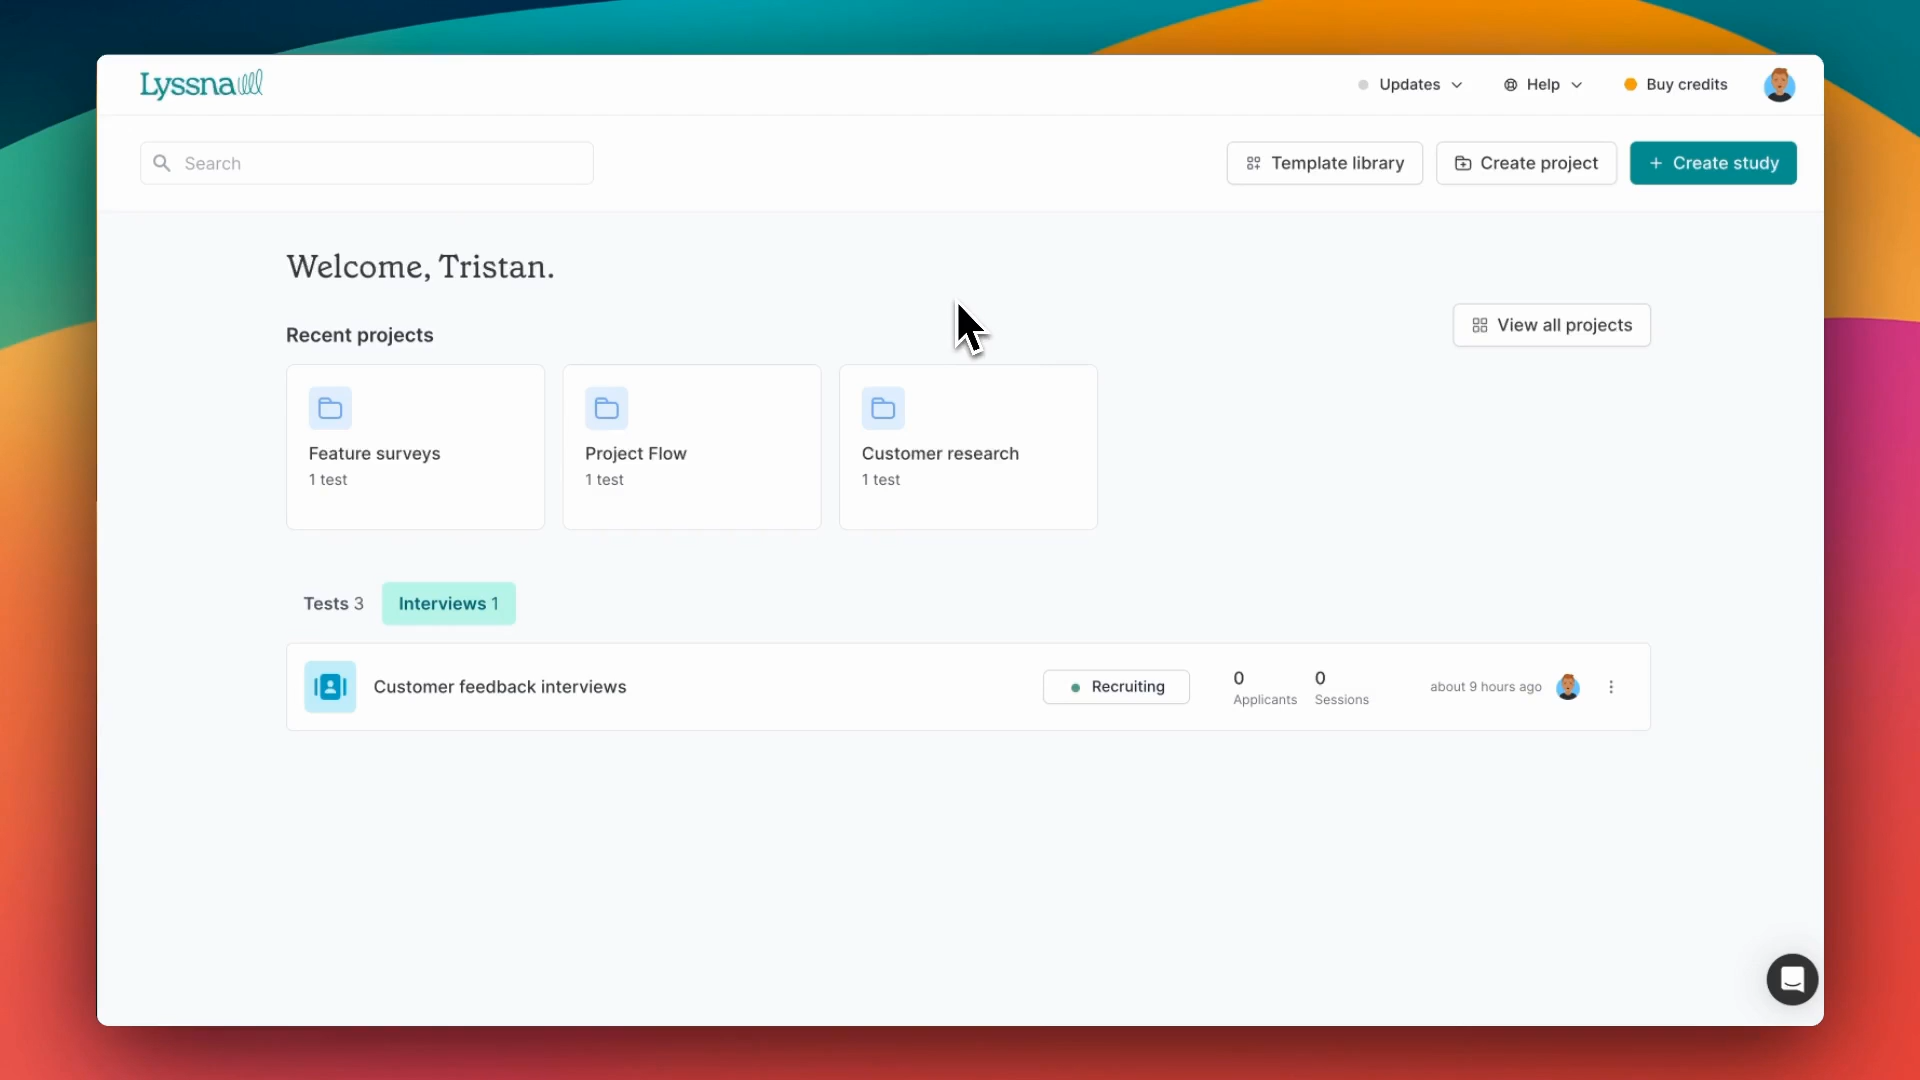 Lyssna
Updates
Help
Buy credits
Search
Template library
Create project
+ Create study
Welcome, Tristan.
Recent projects
View all projects
Feature surveys
1 test
Project Flow
1 test
Customer research
1 test
Tests 3
Interviews 1
Customer feedback interviews
Recruiting
0
Applicants
0
Sessions
about 9 hours ago